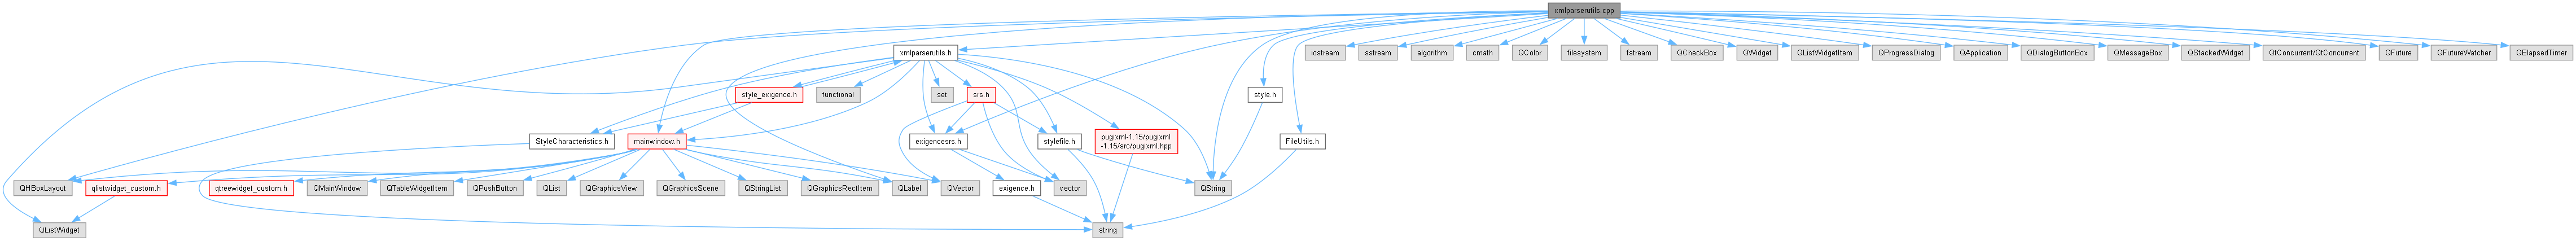 xmlparserutils.cpp
xmlparserutils.h
iostream
sstream
algorithm
cmath
QColor
filesystem
fstream
QCheckBox
QWidget
QListWidgetItem
QProgressDialog
QApplication
QDialogButtonBox
QMessageBox
QStackedWidget
QtConcurrent/QtConcurrent
QFuture
QFutureWatcher
QElapsedTimer
style_exigence.h
functional
set
srs.h
style.h
StyleCharacteristics.h
mainwindow.h
exigencesrs.h
stylefile.h
pugixml-1.15/pugixml
-1.15/src/pugixml.hpp
FileUtils.h
QHBoxLayout
qlistwidget_custom.h
qtreewidget_custom.h
QMainWindow
QTableWidgetItem
QPushButton
QList
QGraphicsView
QGraphicsScene
QStringList
QGraphicsRectItem
QLabel
QVector
exigence.h
vector
QString
QListWidget
string